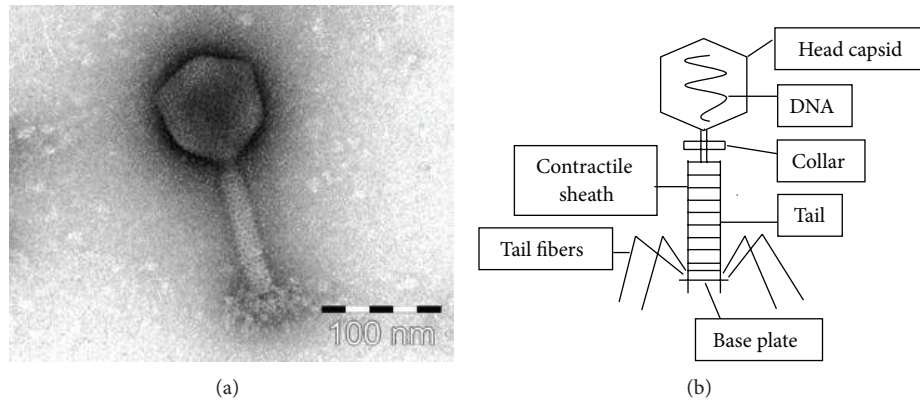 100 nm
Head capsid
DNA
Collar
Contractile
sheath
Tail
Tail fibers
Base plate
(a)
(b)